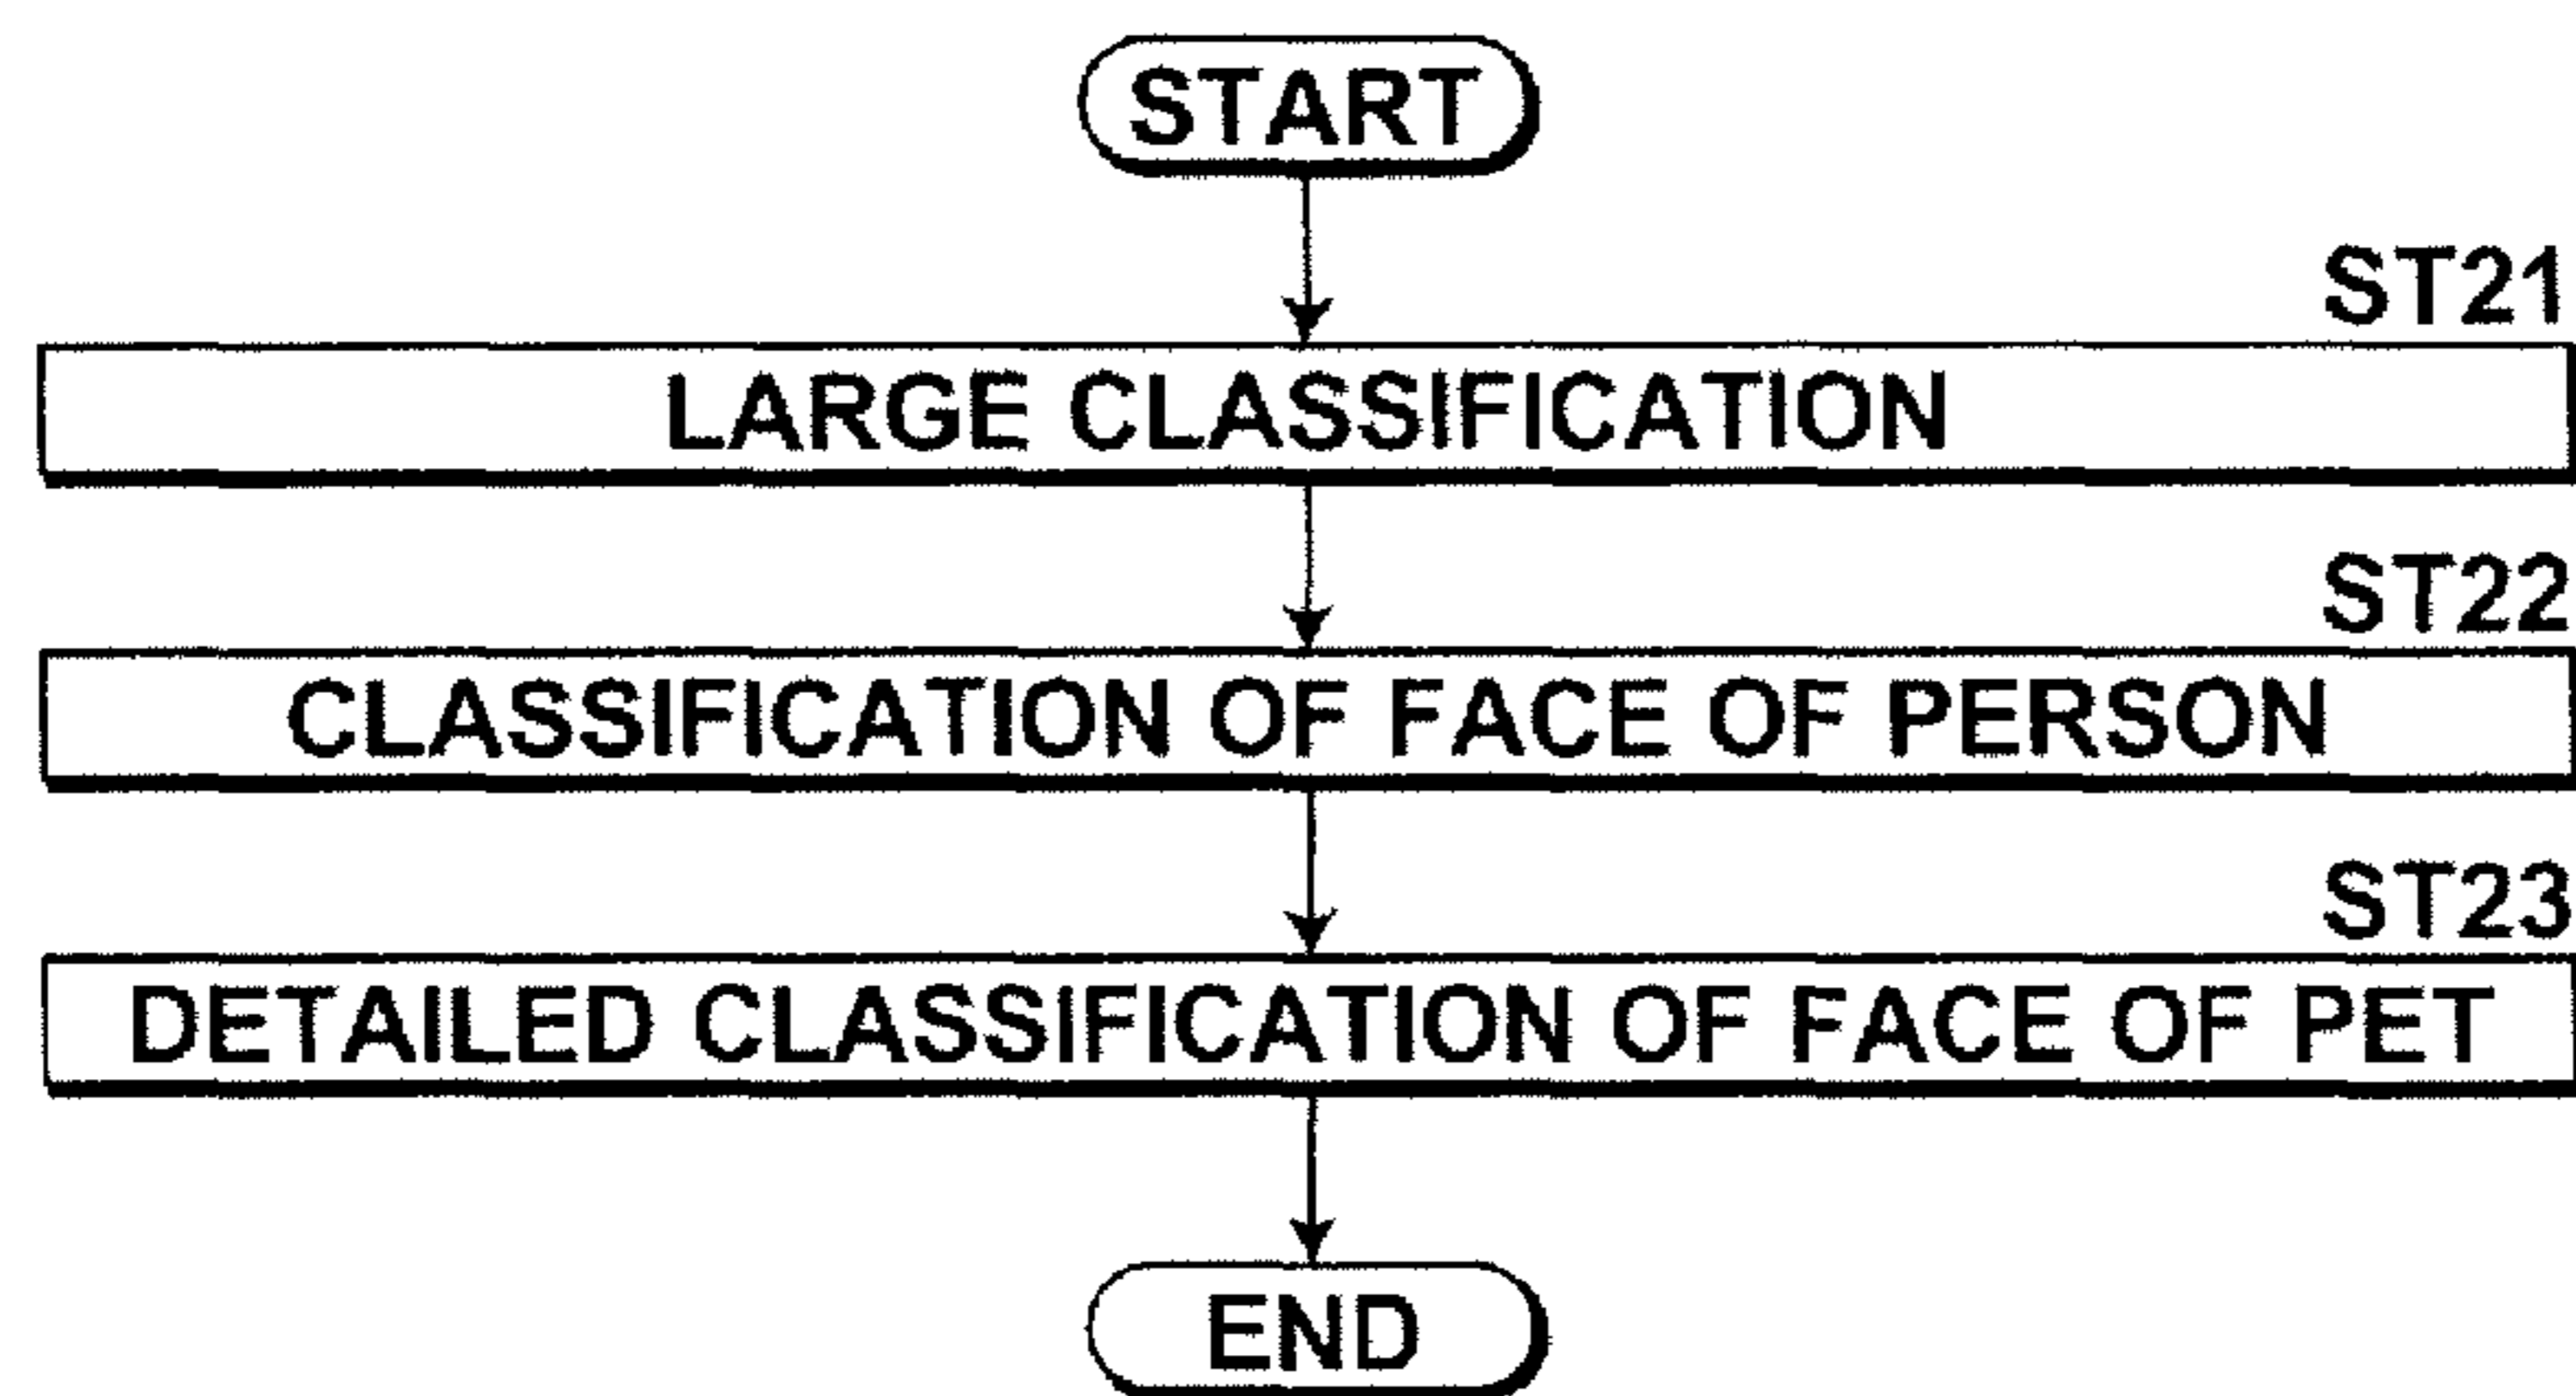 START
ST21
LARGE CLASSIFICATION
ST22
CLASSIFICATION OF FACE OF PERSON
ST23
DETAILED CLASSIFICATION OF FACE OF PET
END